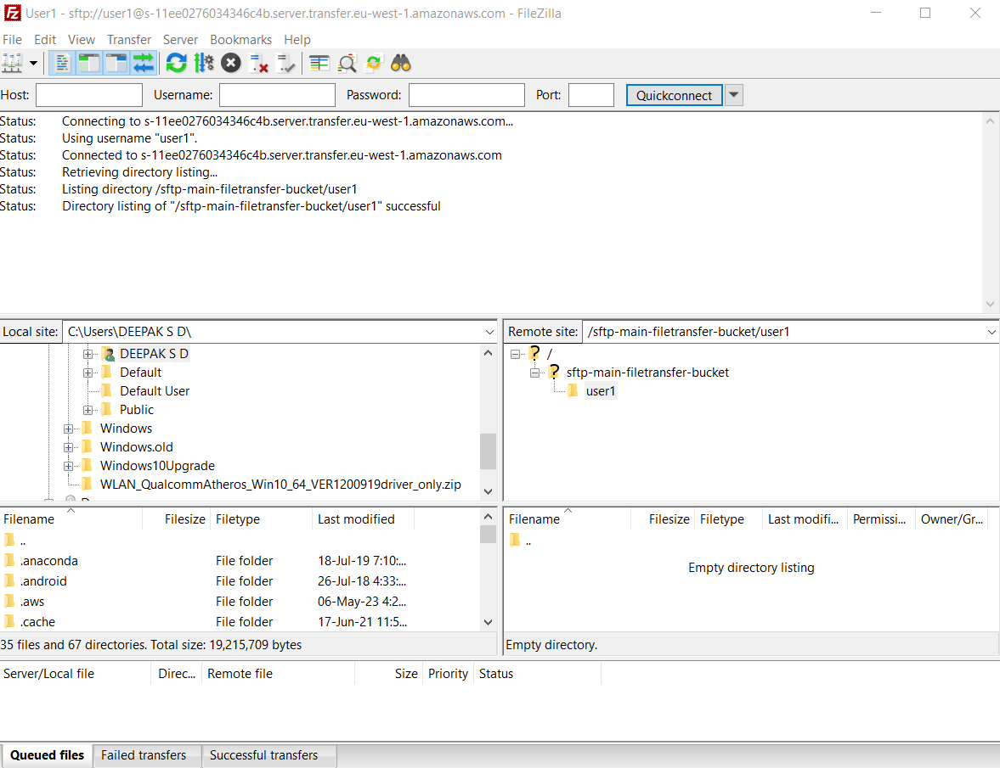 User1 - sftp://user1@s-11ee0276034346c4b.server.transfer.eu-west-1.amazonaws.com - FileZilla
File Edit View Transfer Server Bookmarks Help
Host: Username: Password: Port: Quickconnect
Status: Connecting to s-11ee0276034346c4b.server.transfer.eu-west-1.amazonaws.com...
Status: Using username "user1".
Status: Connected to s-11ee0276034346c4b.server.transfer.eu-west-1.amazonaws.com
Status: Retrieving directory listing...
Status: Listing directory /sftp-main-filetransfer-bucket/user1
Status: Directory listing of "/sftp-main-filetransfer-bucket/user1" successful
Local site: C:\Users\DEEPAK S D\
DEEPAK S D
Default
Default User
Public
Windows
Windows.old
Windows10Upgrade
WLAN_QualcommAtheros_Win10_64_VER1200919driver_only.zip
Filename Filesize Filetype Last modified
..
.anaconda File folder 18-Jul-19 7:10:...
.android File folder 26-Jul-18 4:33:...
.aws File folder 06-May-23 4:2...
.cache File folder 17-Jun-21 11:5...
35 files and 67 directories. Total size: 19,215,709 bytes
Remote site: /sftp-main-filetransfer-bucket/user1
/
sftp-main-filetransfer-bucket
user1
Filename Filesize Filetype Last modifi... Permissi... Owner/Gr...
..
Empty directory listing
Empty directory.
Server/Local file Direc... Remote file Size Priority Status
Queued files Failed transfers Successful transfers